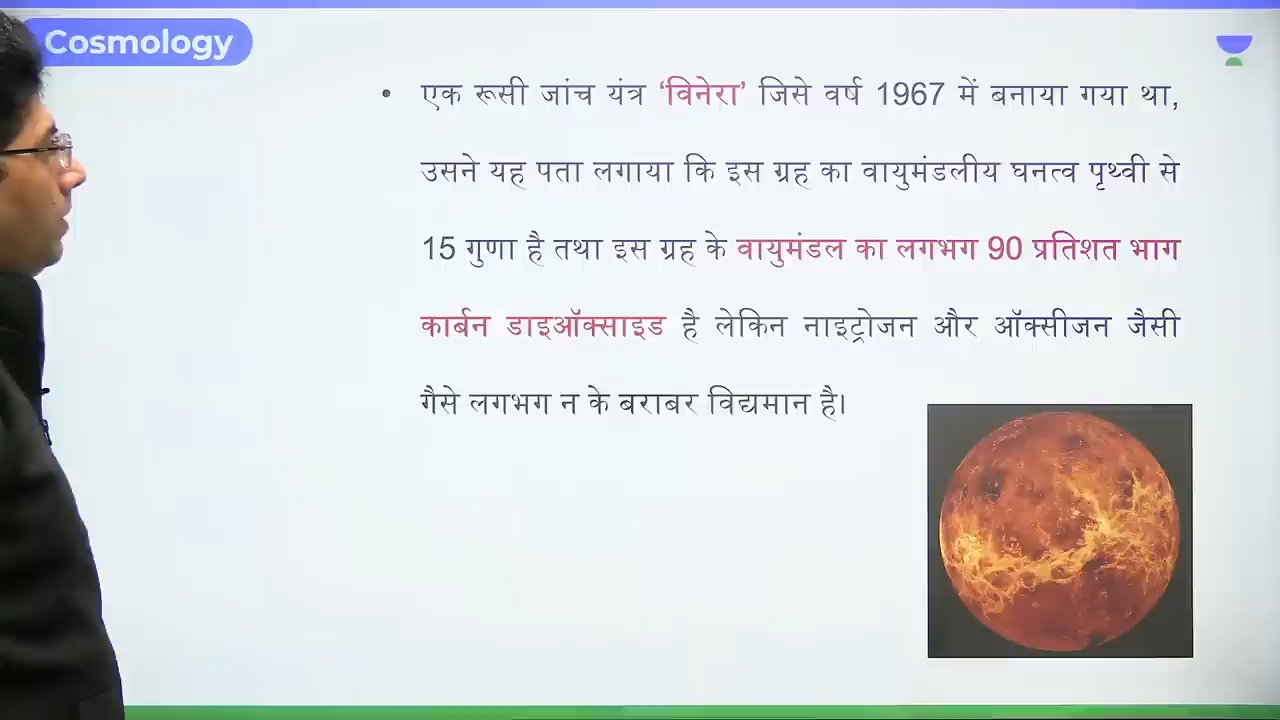 Cosmology
• एक रूसी जांच यंत्र ‘विनेरा’ जिसे वर्ष 1967 में बनाया गया था,
उसने यह पता लगाया कि इस ग्रह का वायुमंडलीय घनत्व पृथ्वी से
15 गुणा है तथा इस ग्रह के वायुमंडल का लगभग 90 प्रतिशत भाग
कार्बन डाइऑक्साइड है लेकिन नाइट्रोजन और ऑक्सीजन जैसी
गैसे लगभग न के बराबर विद्यमान है।